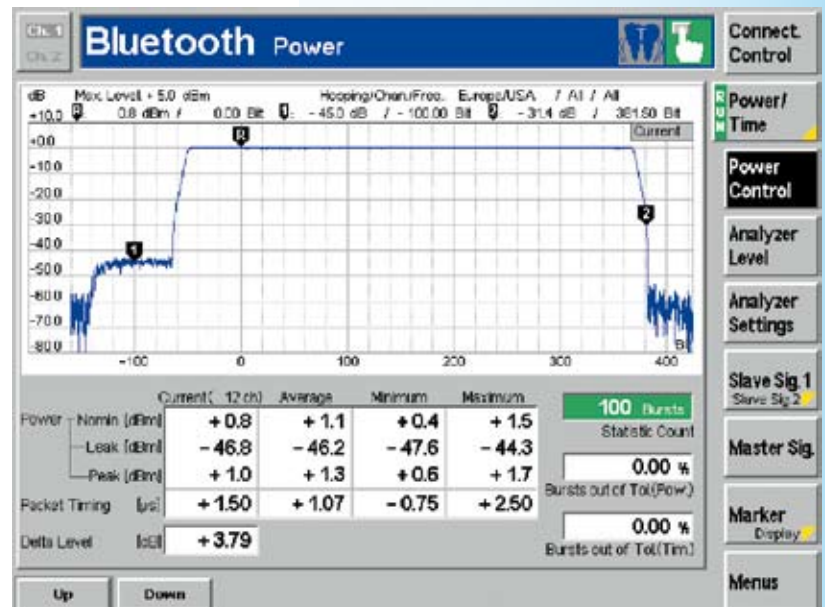 Ch. 1
Ch. 2
Bluetooth Power
Connect.
Control
dB Max. Level + 5.0 dBm Hopping/Chan./Freq. Europe/USA / All / All
+10.0 R: 0.8 dBm / 0.00 Bit 1: -45.0 dB / -100.00 Bit 2 -31.4 dB / 381.50 Bit
Current
+0.0
-10.0
-20.0
-30.0
-40.0
-50.0
-60.0
-70.0
-80.0
R
1
2
-100 0 100 200 300 400
RUN
Power/
Time
Power
Control
Analyzer
Level
Analyzer
Settings
Slave Sig.1
Slave Sig.2
Master Sig.
Marker
Display
Menus
Current( 12 ch) Average Minimum Maximum
Power Nomin [dBm] + 0.8 + 1.1 + 0.4 + 1.5
Leak [dBm] - 46.8 - 46.2 - 47.6 - 44.3
Peak [dBm] + 1.0 + 1.3 + 0.6 + 1.7
Packet Timing [µs] + 1.50 + 1.07 - 0.75 + 2.50
Delta Level [dB] + 3.79
100 Bursts
Statistic Count
0.00 %
Bursts out of Tol.(Pow.)
0.00 %
Bursts out of Tol.(Tim.)
Up Down